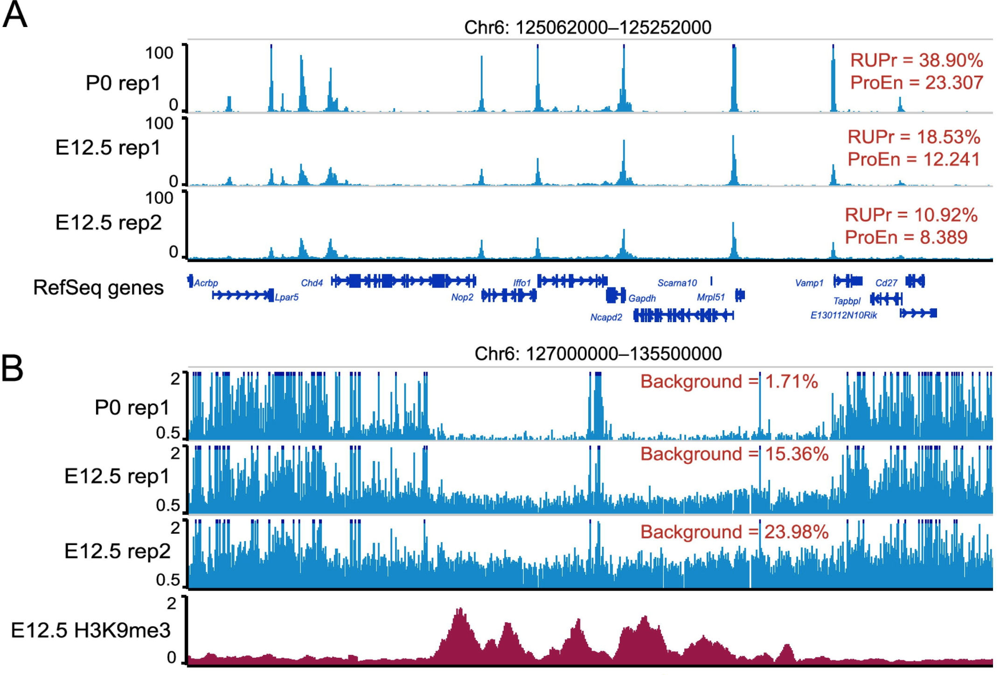 A
Chr6: 125062000–125252000
100
P0 rep1
0
RUPr = 38.90%
ProEn = 23.307
100
E12.5 rep1
0
RUPr = 18.53%
ProEn = 12.241
100
E12.5 rep2
0
RUPr = 10.92%
ProEn = 8.389
RefSeq genes
Acrbp Chd4 Iffo1 Scarna10 Vamp1 Cd27
Lpar5 Nop2 Gapdh Mrpl51 Tapbpl
Ncapd2 E130112N10Rik
B
Chr6: 127000000–135500000
2
P0 rep1
0.5
Background = 1.71%
2
E12.5 rep1
0.5
Background = 15.36%
2
E12.5 rep2
0.5
Background = 23.98%
2
E12.5 H3K9me3
0